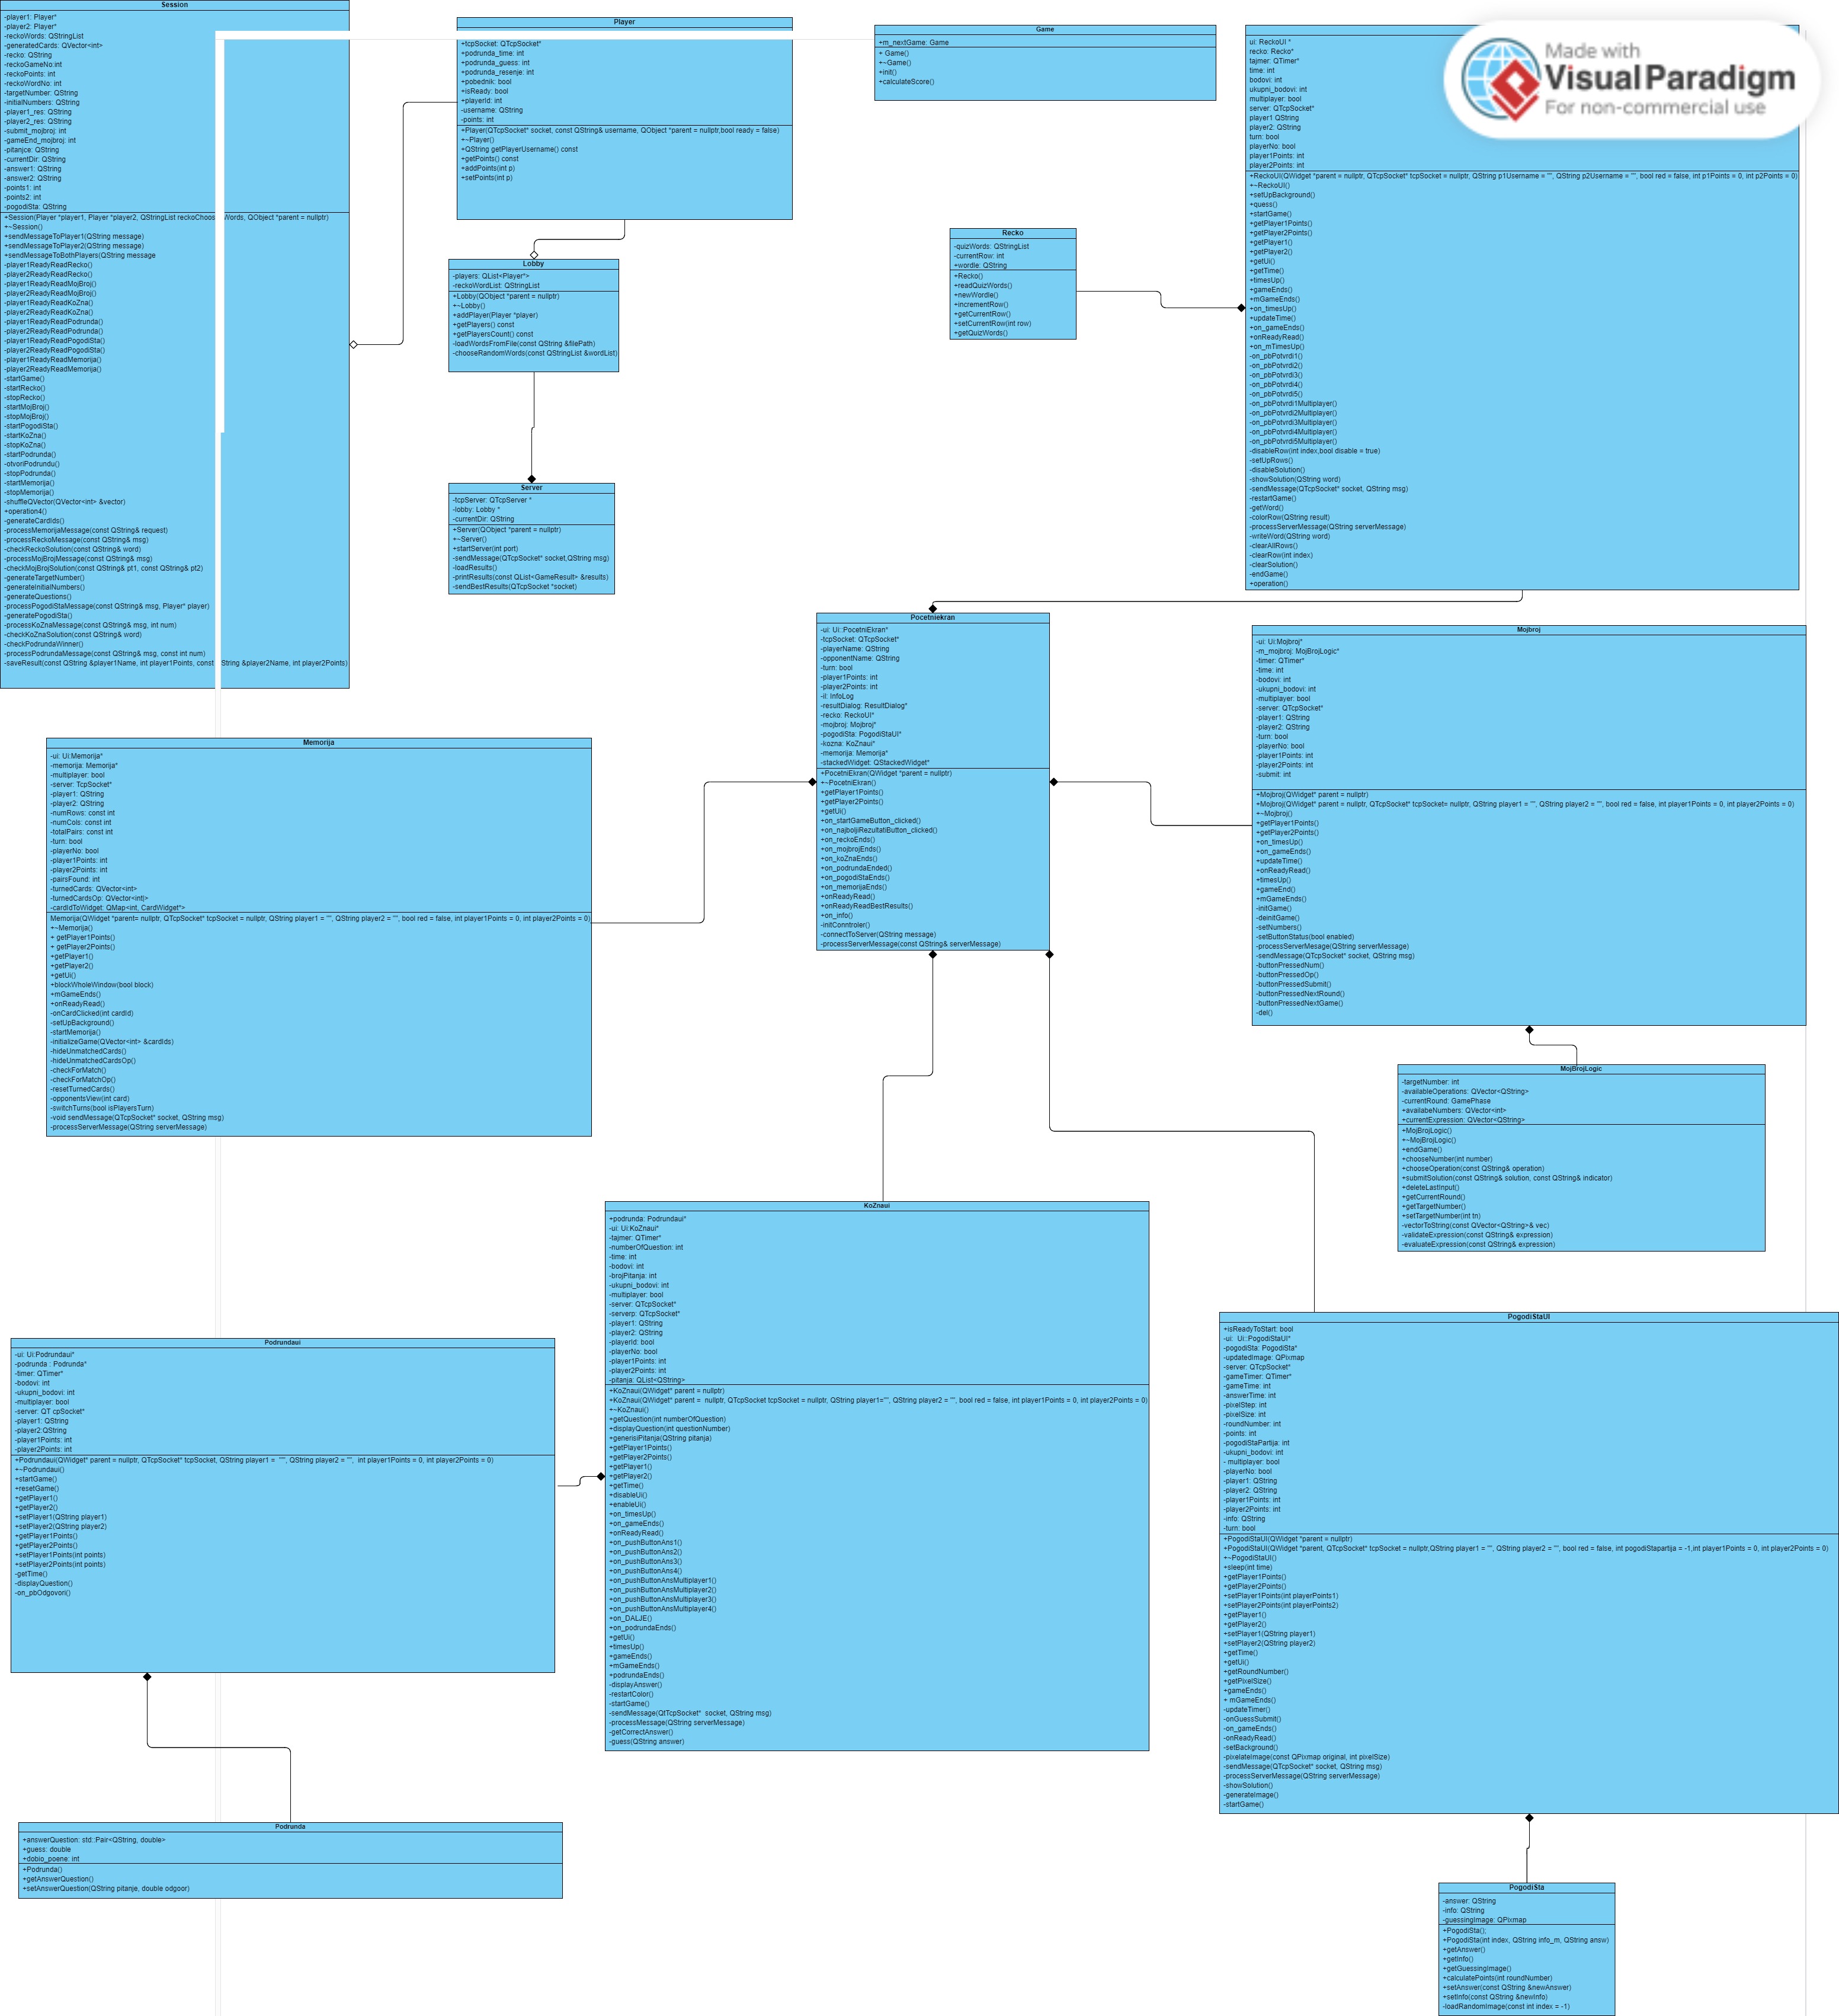 Session
-player1: Player*
-player2: Player*
-reckoWords: QStringList
-generatedCards: QVector<int>
-recko: QString
-reckoGameNo:int
-reckoPoints: int
-reckoWordNo: int
-targetNumber: QString
-initialNumbers: QString
-player1_res: QString
-player2_res: QString
-submit_mojbroj: int
-gameEnd_mojbroj: int
-pitanjce: QString
-currentDir: QString
-answer1: QString
-answer2: QString
-points1: int
-points2: int
-pogodiSta: QString
+Session(Player *player1, Player *player2, QStringList reckoChoos Words, QObject *parent = nullptr)
+~Session()
+sendMessageToPlayer1(QString message)
+sendMessageToPlayer2(QString message)
+sendMessageToBothPlayers(QString message
-player1ReadyReadRecko()
-player2ReadyReadRecko()
-player1ReadyReadMojBroj()
-player2ReadyReadMojBroj()
-player1ReadyReadKoZna()
-player2ReadyReadKoZna()
-player1ReadyReadPodrunda()
-player2ReadyReadPodrunda()
-player1ReadyReadPogodiSta()
-player2ReadyReadPogodiSta()
-player1ReadyReadMemorija()
-player2ReadyReadMemorija()
-startGame()
-startRecko()
-stopRecko()
-startMojBroj()
-stopMojBroj()
-startPogodiSta()
-startKoZna()
-stopKoZna()
-startPodrunda()
-otvoriPodrundu()
-stopPodrunda()
-startMemorija()
-stopMemorija()
-shuffleQVector(QVector<int> &vector)
+operation4()
-generateCardIds()
-processMemorijaMessage(const QString& request)
-processReckoMessage(const QString& msg)
-checkReckoSolution(const QString& word)
-processMojBrojMessage(const QString& msg)
-checkMojBrojSolution(const QString& pt1, const QString& pt2)
-generateTargetNumber()
-generateInitialNumbers()
-generateQuestions()
-processPogodiStaMessage(const QString& msg, Player* player)
-generatePogodiSta()
-processKoZnaMessage(const QString& msg, int num)
-checkKoZnaSolution(const QString& word)
-checkPodrundaWinner()
-processPodrundaMessage(const QString& msg, const int num)
-saveResult(const QString &player1Name, int player1Points, cons String &player2Name, int player2Points)
Player
+tcpSocket: QTcpSocket*
+podrunda_time: int
+podrunda_guess: int
+podrunda_resenje: int
+pobednik: bool
+isReady: bool
+playerId: int
-username: QString
-points: int
+Player(QTcpSocket* socket, const QString& username, QObject *parent = nullptr,bool ready = false)
+~Player()
+QString getPlayerUsername() const
+getPoints() const
+addPoints(int p)
+setPoints(int p)
Game
+m_nextGame: Game
+ Game()
+ ~Game()
+init()
+calculateScore()
ui: ReckoUI *
recko: Recko*
tajmer: QTimer*
time: int
bodovi: int
ukupni_bodovi: int
multiplayer: bool
server: QTcpSocket*
player1 QString
player2: QString
turn: bool
playerNo: bool
player1Points: int
player2Points: int
+ReckoUI(QWidget *parent = nullptr, QTcpSocket* tcpSocket = nullptr, QString p1Username = "", QString p2Username = "", bool red = false, int p1Points = 0, int p2Points = 0)
+~ReckoUI()
+setUpBackground()
+quess()
+startGame()
+getPlayer1Points()
+getPlayer2Points()
+getPlayer1()
+getPlayer2()
+getUi()
+getTime()
+timesUp()
+gameEnds()
+mGameEnds()
+on_timesUp()
+updateTime()
+on_gameEnds()
+onReadyRead()
+on_mTimesUp()
-on_pbPotvrdi1()
-on_pbPotvrdi2()
-on_pbPotvrdi3()
-on_pbPotvrdi4()
-on_pbPotvrdi5()
-on_pbPotvrdi1Multiplayer()
-on_pbPotvrdi2Multiplayer()
-on_pbPotvrdi3Multiplayer()
-on_pbPotvrdi4Multiplayer()
-on_pbPotvrdi5Multiplayer()
-disableRow(int index,bool disable = true)
-setUpRows()
-disableSolution()
-showSolution(QString word)
-sendMessage(QTcpSocket* socket, QString msg)
-restartGame()
-getWord()
-colorRow(QString result)
-processServerMessage(QString serverMessage)
-writeWord(QString word)
-clearAllRows()
-clearRow(int index)
-clearSolution()
-endGame()
+operation()
Made with
Visual Paradigm
For non-commercial use
Lobby
-players: QList<Player*>
-reckoWordList: QStringList
+Lobby(QObject *parent = nullptr)
+~Lobby()
+addPlayer(Player *player)
+getPlayers() const
+getPlayersCount() const
-loadWordsFromFile(const QString &filePath)
-chooseRandomWords(const QStringList &wordList)
Recko
-quizWords: QStringList
-currentRow: int
+wordle: QString
+Recko()
+readQuizWords()
+newWordle()
+incrementRow()
+getCurrentRow()
+setCurrentRow(int row)
+getQuizWords()
Server
-tcpServer: QTcpServer *
-lobby: Lobby *
-currentDir: QString
+Server(QObject *parent = nullptr)
+~Server()
+startServer(int port)
-sendMessage(QTcpSocket* socket,QString msg)
-loadResults()
-printResults(const QList<GameResult> &results)
-sendBestResults(QTcpSocket *socket)
Pocetniekran
-ui: Ui::PocetniEkran*
-tcpSocket: QTcpSocket*
-playerName: QString
-opponentName: QString
-turn: bool
-player1Points: int
-player2Points: int
-il: InfoLog
-resultDialog: ResultDialog*
-recko: ReckoUI*
-mojbroj: Mojbroj*
-pogodiSta: PogodiStaUI*
-kozna: KoZnaui*
-memorija: Memorija*
-stackedWidget: QStackedWidget*
+PocetniEkran(QWidget *parent = nullptr)
+~PocetniEkran()
+getPlayer1Points()
+getPlayer2Points()
+getUi()
+on_startGameButton_clicked()
+on_najboljiRezultatiButton_clicked()
+on_reckoEnds()
+on_mojbrojEnds()
+on_koZnaEnds()
+on_podrundaEnded()
+on_pogodiStaEnds()
+on_memorijaEnds()
+onReadyRead()
+onReadyReadBestResults()
+on_info()
-initConntroler()
-connectToServer(QString message)
-processServerMessage(const QString& serverMessage)
Mojbroj
-ui: Ui:Mojbroj*
-m_mojbroj: MojBrojLogic*
-timer: QTimer*
-time: int
-bodovi: int
-ukupni_bodovi: int
-multiplayer: bool
-server: QTcpSocket*
-player1: QString
-player2: QString
-turn: bool
-playerNo: bool
-player1Points: int
-player2Points: int
-submit: int
+Mojbroj(QWidget* parent = nullptr)
+Mojbroj(QWidget* parent = nullptr, QTcpSocket* tcpSocket= nullptr, QString player1 = "", QString player2 = "", bool red = false, int player1Points = 0, int player2Points = 0)
+~Mojbroj()
+getPlayer1Points()
+getPlayer2Points()
+on_timesUp()
+on_gameEnds()
+updateTime()
+onReadyRead()
+timesUp()
+gameEnd()
+mGameEnds()
-initGame()
-deinitGame()
-setNumbers()
-setButtonStatus(bool enabled)
-processServerMesage(QString serverMessage)
-sendMessage(QTcpSocket* socket, QString msg)
-buttonPressedNum()
-buttonPressedOp()
-buttonPressedSubmit()
-buttonPressedNextRound()
-buttonPressedNextGame()
-del()
Memorija
-ui: Ui:Memorija*
-memorija: Memorija*
-multiplayer: bool
-server: TcpSocket*
-player1: QString
-player2: QString
-numRows: const int
-numCols: const int
-totalPairs: const int
-turn: bool
-playerNo: bool
-player1Points: int
-player2Points: int
-pairsFound: int
-turnedCards: QVector<int>
-turnedCardsOp: QVector<int|>
-cardIdToWidget: QMap<int, CardWidget*>
Memorija(QWidget *parent= nullptr, QTcpSocket* tcpSocket = nullptr, QString player1 = "", QString player2 = "", bool red = false, int player1Points = 0, int player2Points = 0)
+~Memorija()
+ getPlayer1Points()
+ getPlayer2Points()
+getPlayer1()
+getPlayer2()
+getUi()
+blockWholeWindow(bool block)
+mGameEnds()
+onReadyRead()
-onCardClicked(int cardId)
-setUpBackground()
-startMemorija()
-initializeGame(QVector<int> &cardIds)
-hideUnmatchedCards()
-hideUnmatchedCardsOp()
-checkForMatch()
-checkForMatchOp()
-resetTurnedCards()
-opponentsView(int card)
-switchTurns(bool isPlayersTurn)
-void sendMessage(QTcpSocket* socket, QString msg)
-processServerMessage(QString serverMessage)
MojBrojLogic
-targetNumber: int
-availableOperations: QVector<QString>
-currentRound: GamePhase
+availabeNumbers: QVector<int>
+currentExpression: QVector<QString>
+MojBrojLogic()
+~MojBrojLogic()
+endGame()
+chooseNumber(int number)
+chooseOperation(const QString& operation)
+submitSolution(const QString& solution, const QString& indicator)
+deleteLastInput()
+getCurrentRound()
+getTargetNumber()
+setTargetNumber(int tn)
-vectorToString(const QVector<QString>& vec)
-validateExpression(const QString& expression)
-evaluateExpression(const QString& expression)
KoZnaui
+podrunda: Podrundaui*
-ui: Ui:KoZnaui*
-tajmer: QTimer*
-numberOfQuestion: int
-time: int
-bodovi: int
-brojPitanja: int
-ukupni_bodovi: int
-multiplayer: bool
-server: QTcpSocket*
-serverp: QTcpSocket*
-player1: QString
-player2: QString
-playerId: bool
-playerNo: bool
-player1Points: int
-player2Points: int
-pitanja: QList<QString>
+KoZnaui(QWidget* parent = nullptr)
+KoZnaui(QWidget* parent = nullptr, QTcpSocket tcpSocket = nullptr, QString player1="", QString player2 = "", bool red = false, int player1Points = 0, int player2Points = 0)
+~KoZnaui()
+getQuestion(int numberOfQuestion)
+displayQuestion(int questionNumber)
+generisiPitanja(QString pitanja)
+getPlayer1Points()
+getPlayer2Points()
+getPlayer1()
+getPlayer2()
+getTime()
+disableUi()
+enableUi()
+on_timesUp()
+on_gameEnds()
+onReadyRead()
+on_pushButtonAns1()
+on_pushButtonAns2()
+on_pushButtonAns3()
+on_pushButtonAns4()
+on_pushButtonAnsMultiplayer1()
+on_pushButtonAnsMultiplayer2()
+on_pushButtonAnsMultiplayer3()
+on_pushButtonAnsMultiplayer4()
+on_DALJE()
+on_podrundaEnds()
+getUi()
+timesUp()
+gameEnds()
+mGameEnds()
+podrundaEnds()
-displayAnswer()
-restartColor()
-startGame()
-sendMessage(QtTcpSocket* socket, QString msg)
-processMessage(QString serverMessage)
-getCorrectAnswer()
-guess(QString answer)
Podrundaui
-ui: Ui:Podrundaui*
-podrunda : Podrunda*
-timer: QTimer*
-bodovi: int
-ukupni_bodovi: int
-multiplayer: bool
-server: QT cpSocket*
-player1: QString
-player2:QString
-player1Points: int
-player2Points: int
+Podrundaui(QWidget* parent = nullptr, QTcpSocket* tcpSocket, QString player1 = "", QString player2 = "", int player1Points = 0, int player2Points = 0)
+~Podrundaui()
+startGame()
+resetGame()
+getPlayer1()
+getPlayer2()
+setPlayer1(QString player1)
+setPlayer2(QString player2)
+getPlayer1Points()
+getPlayer2Points()
+setPlayer1Points(int points)
+setPlayer2Points(int points)
-getTime()
-displayQuestion()
-on_pbOdgovori()
PogodiStaUI
+isReadyToStart: bool
-ui: Ui::PogodiStaUI*
-pogodiSta: PogodiSta*
-updatedImage: QPixmap
-server: QTcpSocket*
-gameTimer: QTimer*
-gameTime: int
-answerTime: int
-pixelStep: int
-pixelSize: int
-roundNumber: int
-points: int
-pogodiStaPartija: int
-ukupni_bodovi: int
- multiplayer: bool
-playerNo: bool
-player1: QString
-player2: QString
-player1Points: int
-player2Points: int
-info: QString
-turn: bool
+PogodiStaUI(QWidget *parent = nullptr)
+PogodiStaUI(QWidget *parent, QTcpSocket* tcpSocket = nullptr,QString player1 = "", QString player2 = "", bool red = false, int pogodiStapartija = -1,int player1Points = 0, int player2Points = 0)
+~PogodiStaUI()
+sleep(int time)
+getPlayer1Points()
+getPlayer2Points()
+setPlayer1Points(int playerPoints1)
+setPlayer2Points(int playerPoints2)
+getPlayer1()
+getPlayer2()
+setPlayer1(QString player1)
+setPlayer2(QString player2)
+getTime()
+getUi()
+getRoundNumber()
+getPixelSize()
+gameEnds()
+ mGameEnds()
-updateTimer()
-onGuessSubmit()
-on_gameEnds()
-onReadyRead()
-setBackground()
-pixelateImage(const QPixmap original, int pixelSize)
-sendMessage(QTcpSocket* socket, QString msg)
-processServerMessage(QString serverMessage)
-showSolution()
-generateImage()
-startGame()
Podrunda
+answerQuestion: std::Pair<QString, double>
+guess: double
+dobio_poene: int
+Podrunda()
+getAnswerQuestion()
+setAnswerQuestion(QString pitanje, double odgoor)
PogodiSta
-answer: QString
-info: QString
-guessingImage: QPixmap
+PogodiSta();
+PogodiSta(int index, QString info_m, QString answ)
+getAnswer()
+getInfo()
+getGuessingImage()
+calculatePoints(int roundNumber)
+setAnswer(const QString &newAnswer)
+setInfo(const QString &newInfo)
-loadRandomImage(const int index = -1)